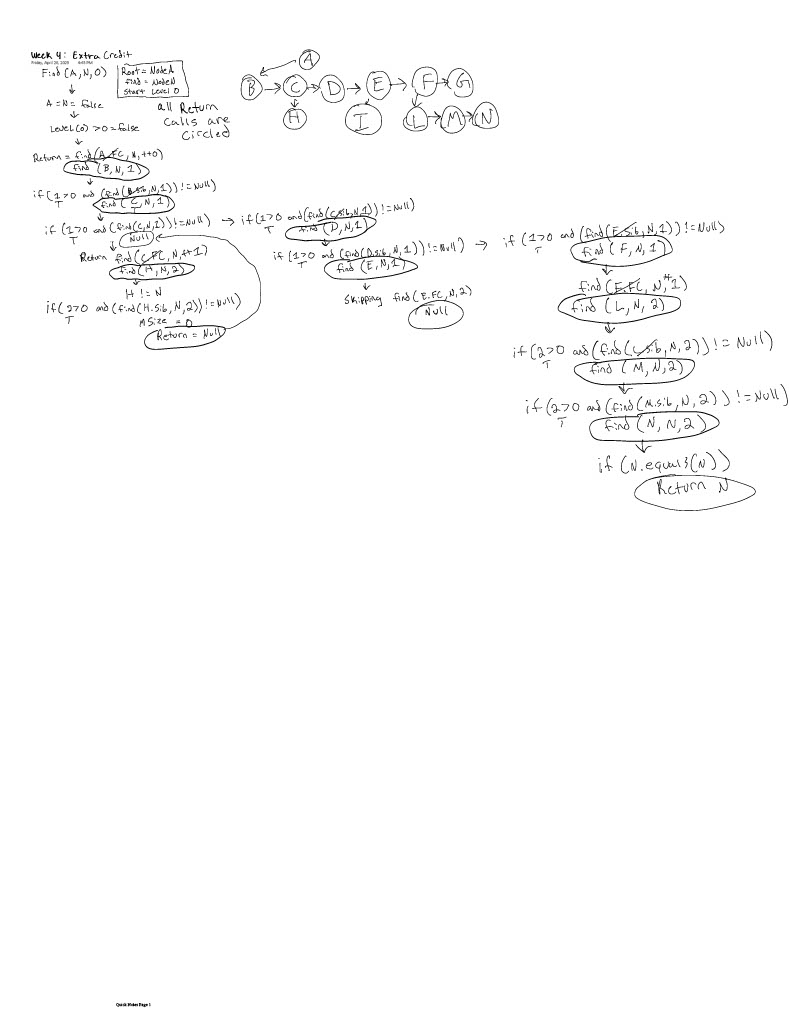 Week 4: Extra Credit
Friday, April 24, 2020 4:45 PM
Find (A, N, 0)
Root = Node A
find = Node N
Start Level 0
A = N = false
Level(0) > 0 = false
all Return
calls are
circled
Return = find(A.FC, N, ++0)
find (B, N, 1)
if (1>0 and (find(B.sib, N, 1)) != Null)
T
find (C, N, 1)
if (1>0 and (find(C, N, 1)) != Null)
T
Null
Return find(C.FC, N, ++1)
find(H, N, 2)
H != N
if (2>0 and (find(H.sib, N, 2)) != Null)
T
Return = Null
A
B → C → D → E → F → G
H
I
L → M → N
→ if (1>0 and (find(C.sib, N, 1)) != Null)
T
find (D, N, 1)
if (1>0 and (find(D.sib, N, 1)) != Null)
T
find (E, N, 1)
Skipping find (E.FC, N, 2)
Null
→ if (1>0 and (find(E.Sib, N, 1)) != Null)
T
find (F, N, 1)
find (F.FC, N, ++1)
find (L, N, 2)
if (2>0 and (find(L.sib, N, 2)) != Null)
T
find (M, N, 2)
if (2>0 and (find(M.sib, N, 2)) != Null)
T
find (N, N, 2)
if (N.equals(N))
Return N
Quick Notes Page 1